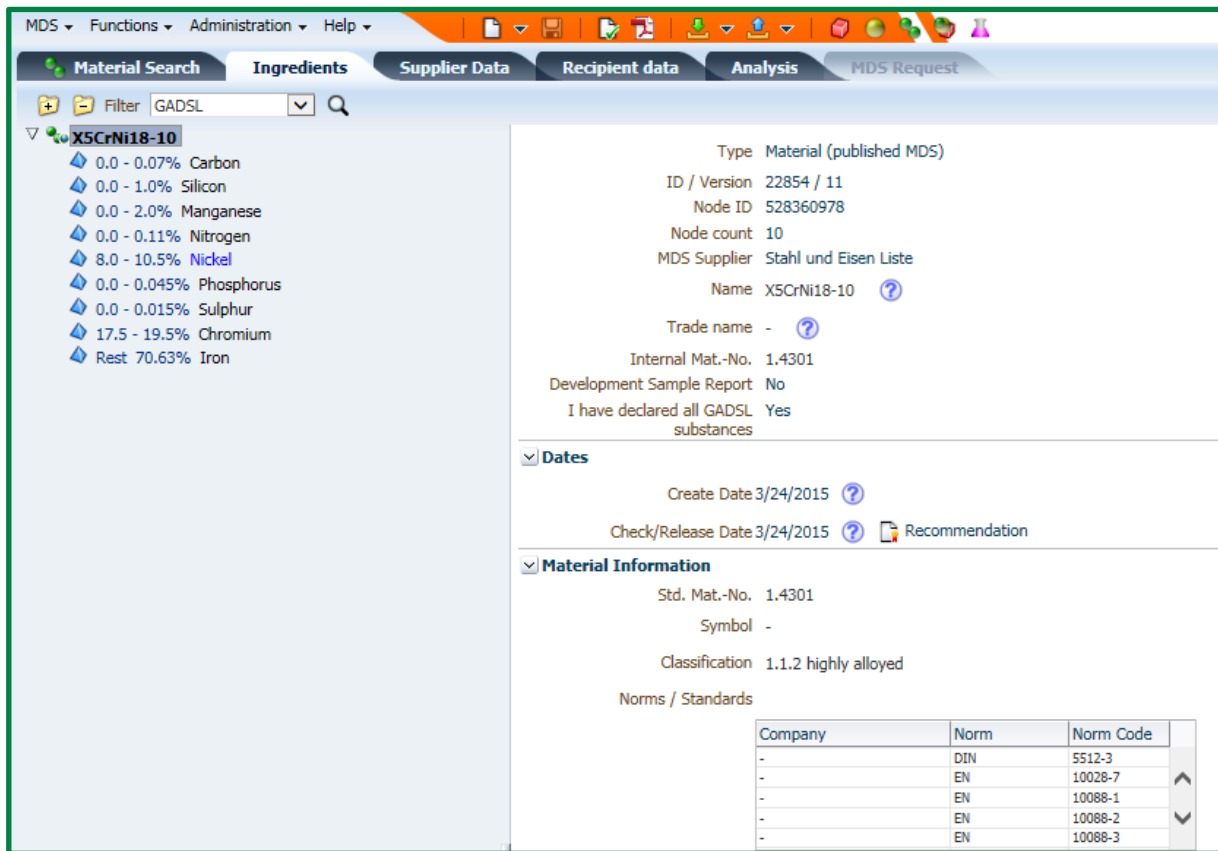 MDS Functions Administration Help
Material Search Ingredients Supplier Data Recipient data Analysis MDS Request
Filter GADSL
X5CrNi18-10
0.0 - 0.07% Carbon
0.0 - 1.0% Silicon
0.0 - 2.0% Manganese
0.0 - 0.11% Nitrogen
8.0 - 10.5% Nickel
0.0 - 0.045% Phosphorus
0.0 - 0.015% Sulphur
17.5 - 19.5% Chromium
Rest 70.63% Iron
Type Material (published MDS)
ID / Version 22854 / 11
Node ID 528360978
Node count 10
MDS Supplier Stahl und Eisen Liste
Name X5CrNi18-10 ?
Trade name - ?
Internal Mat.-No. 1.4301
Development Sample Report No
I have declared all GADSL Yes
substances
Dates
Create Date 3/24/2015 ?
Check/Release Date 3/24/2015 ? Recommendation
Material Information
Std. Mat.-No. 1.4301
Symbol -
Classification 1.1.2 highly alloyed
Norms / Standards
Company Norm Norm Code
- DIN 5512-3
- EN 10028-7
- EN 10088-1
- EN 10088-2
- EN 10088-3